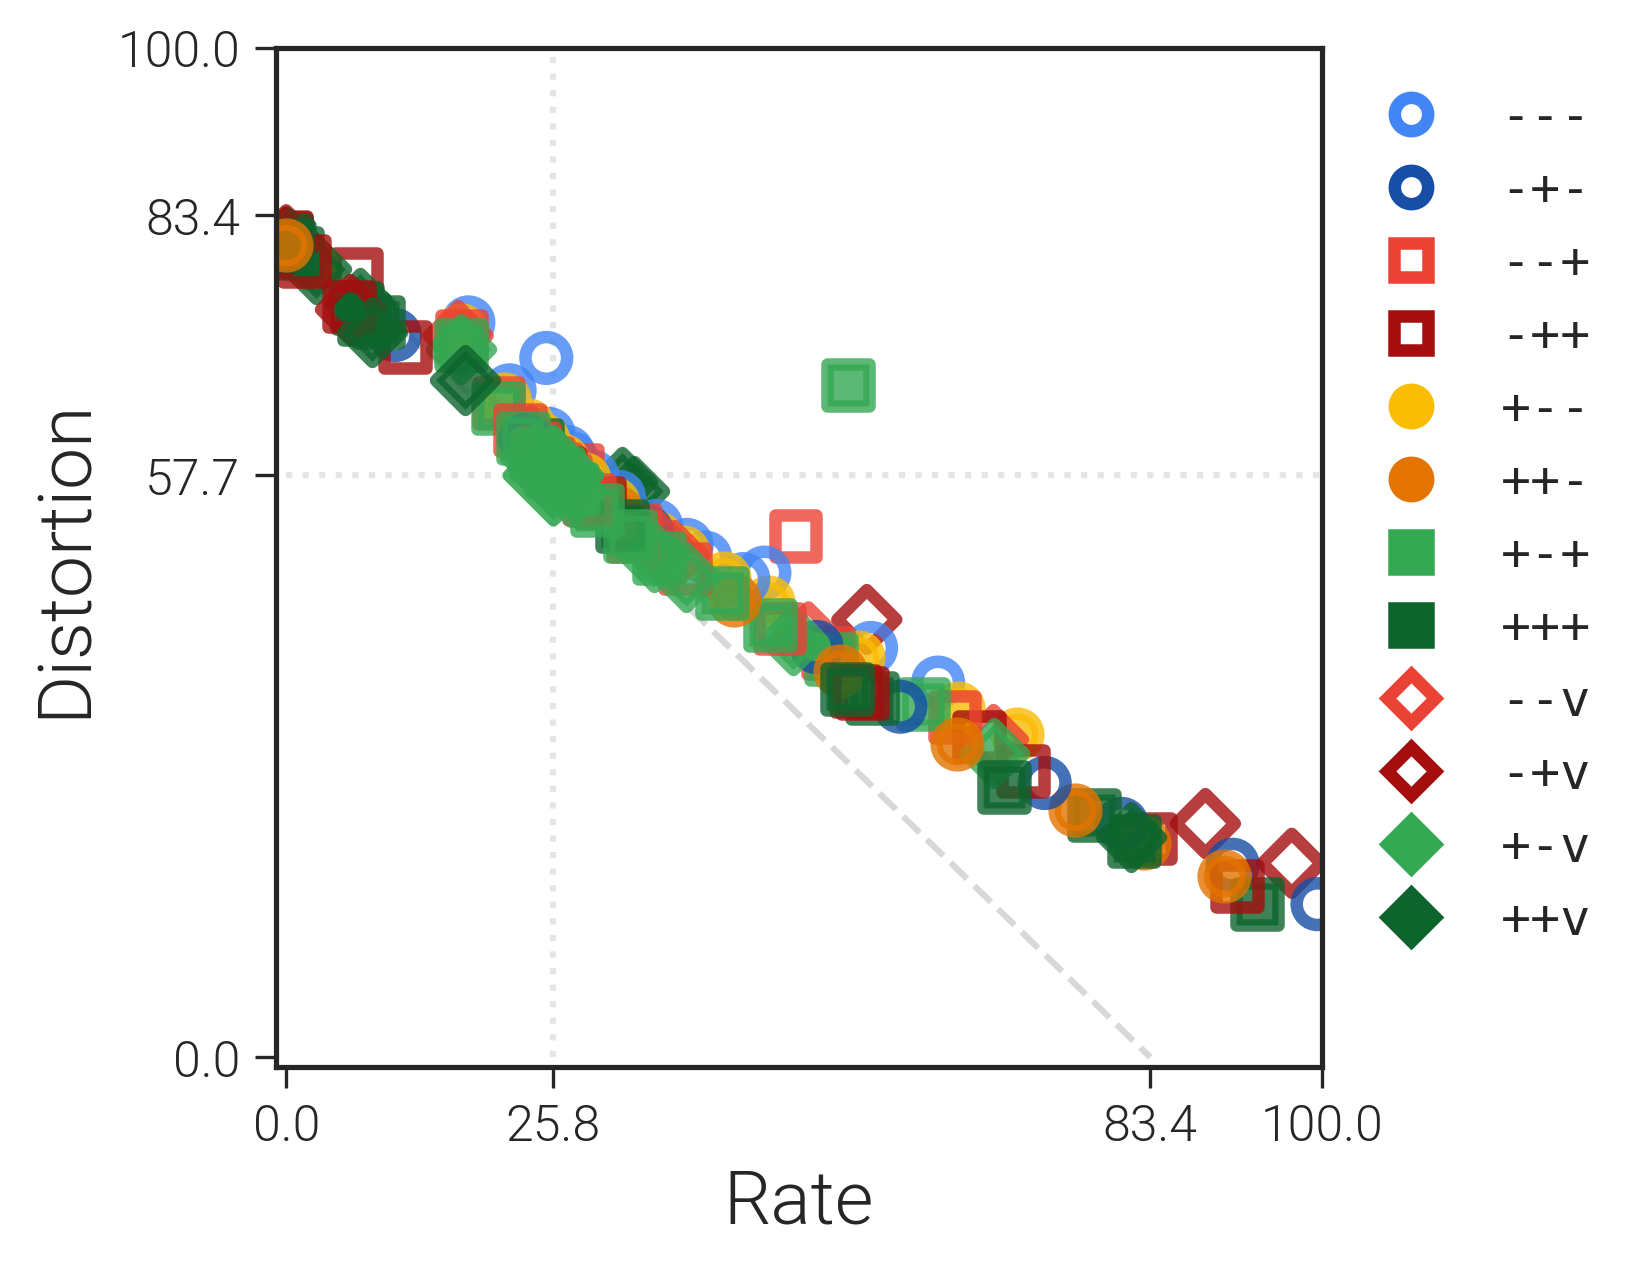 100.0
83.4
57.7
0.0
Distortion
0.0
25.8
83.4
100.0
Rate
- - -
- + -
- - +
- + +
+ - -
+ + -
+ - +
+++
- - v
- + v
+ - v
++v